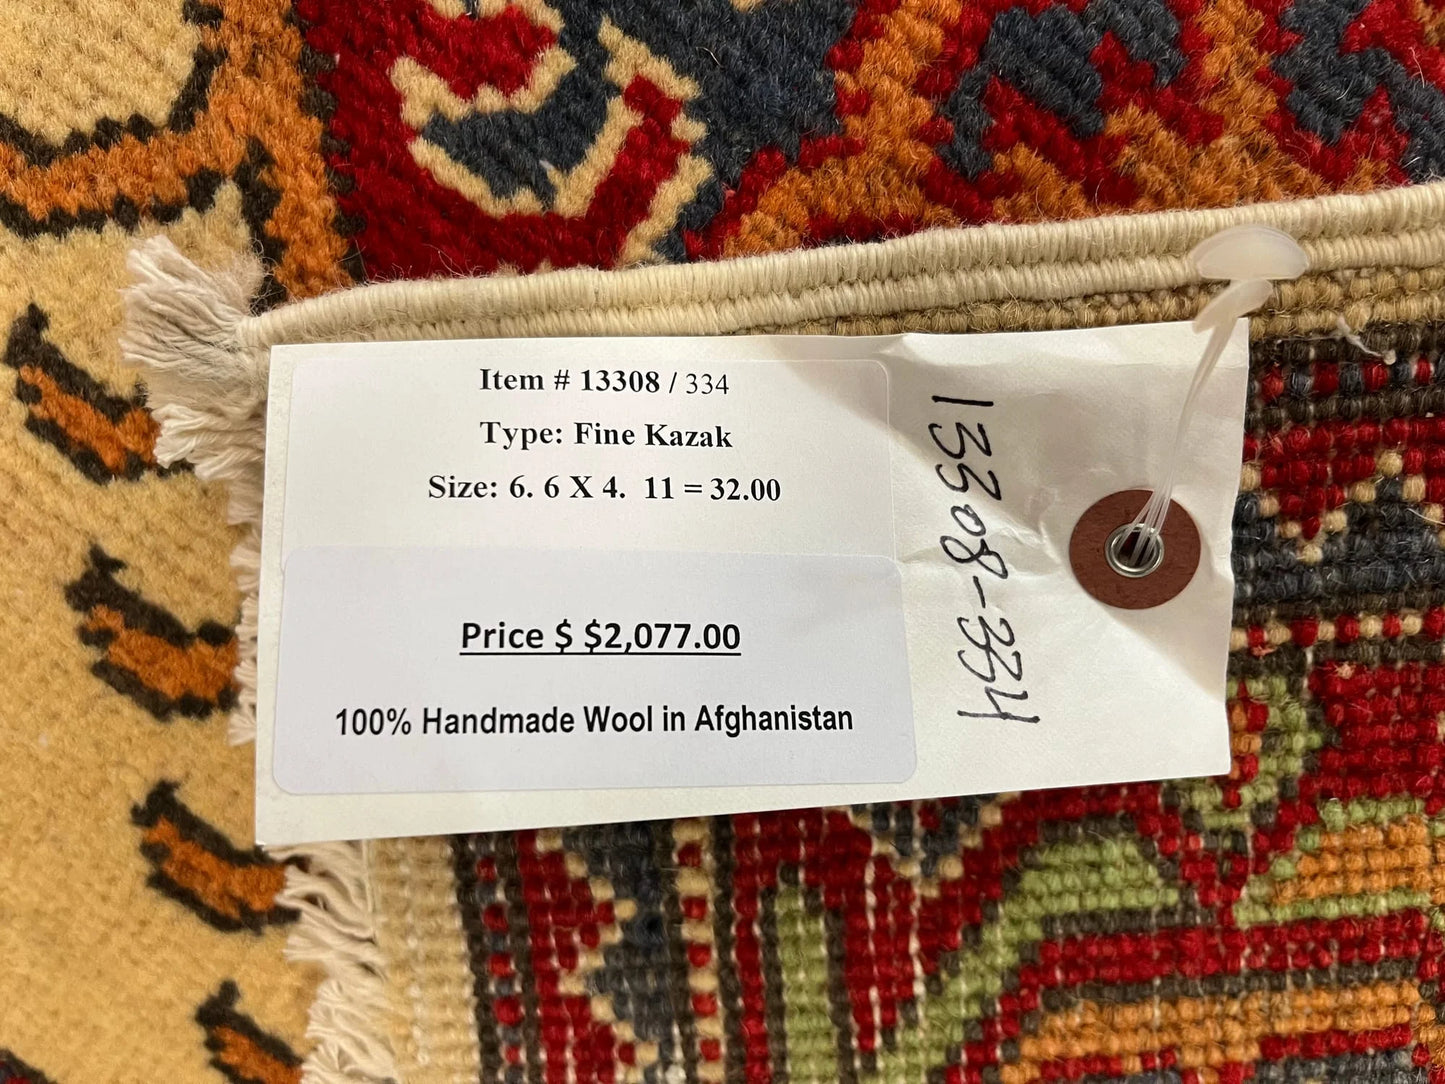 Item # 13308 / 334
Type: Fine Kazak
Size: 6. 6 X 4.  11 = 32.00
Price $ $2,077.00
100% Handmade Wool in Afghanistan
13308-334